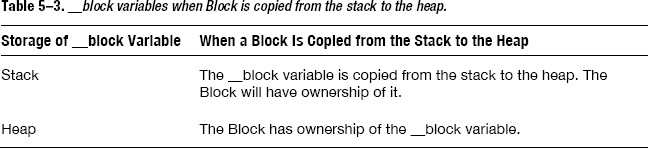 Table 5–3. __block variables when Block is copied from the stack to the heap.
Storage of __block Variable When a Block Is Copied from the Stack to the Heap
Stack The __block variable is copied from the stack to the heap. The
Block will have ownership of it.
Heap The Block has ownership of the __block variable.